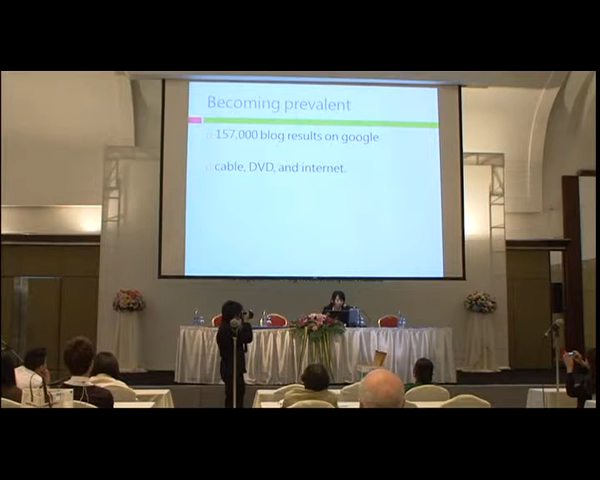 Becoming prevalent
157,000 blog results on google
cable, DVD, and internet.